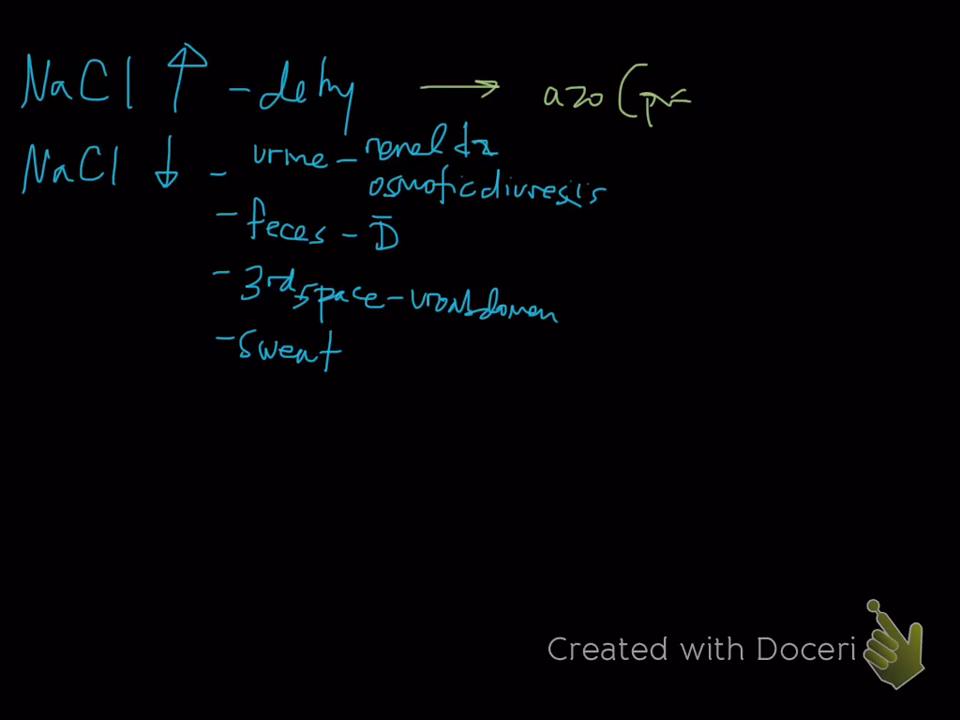 NaCl ↑ - dehy → azo (pr
NaCl ↓ - urine - renal dz
osmotic diuresis
- feces - D̄
- 3rd space - uroabdomen
- sweat
Created with Doceri